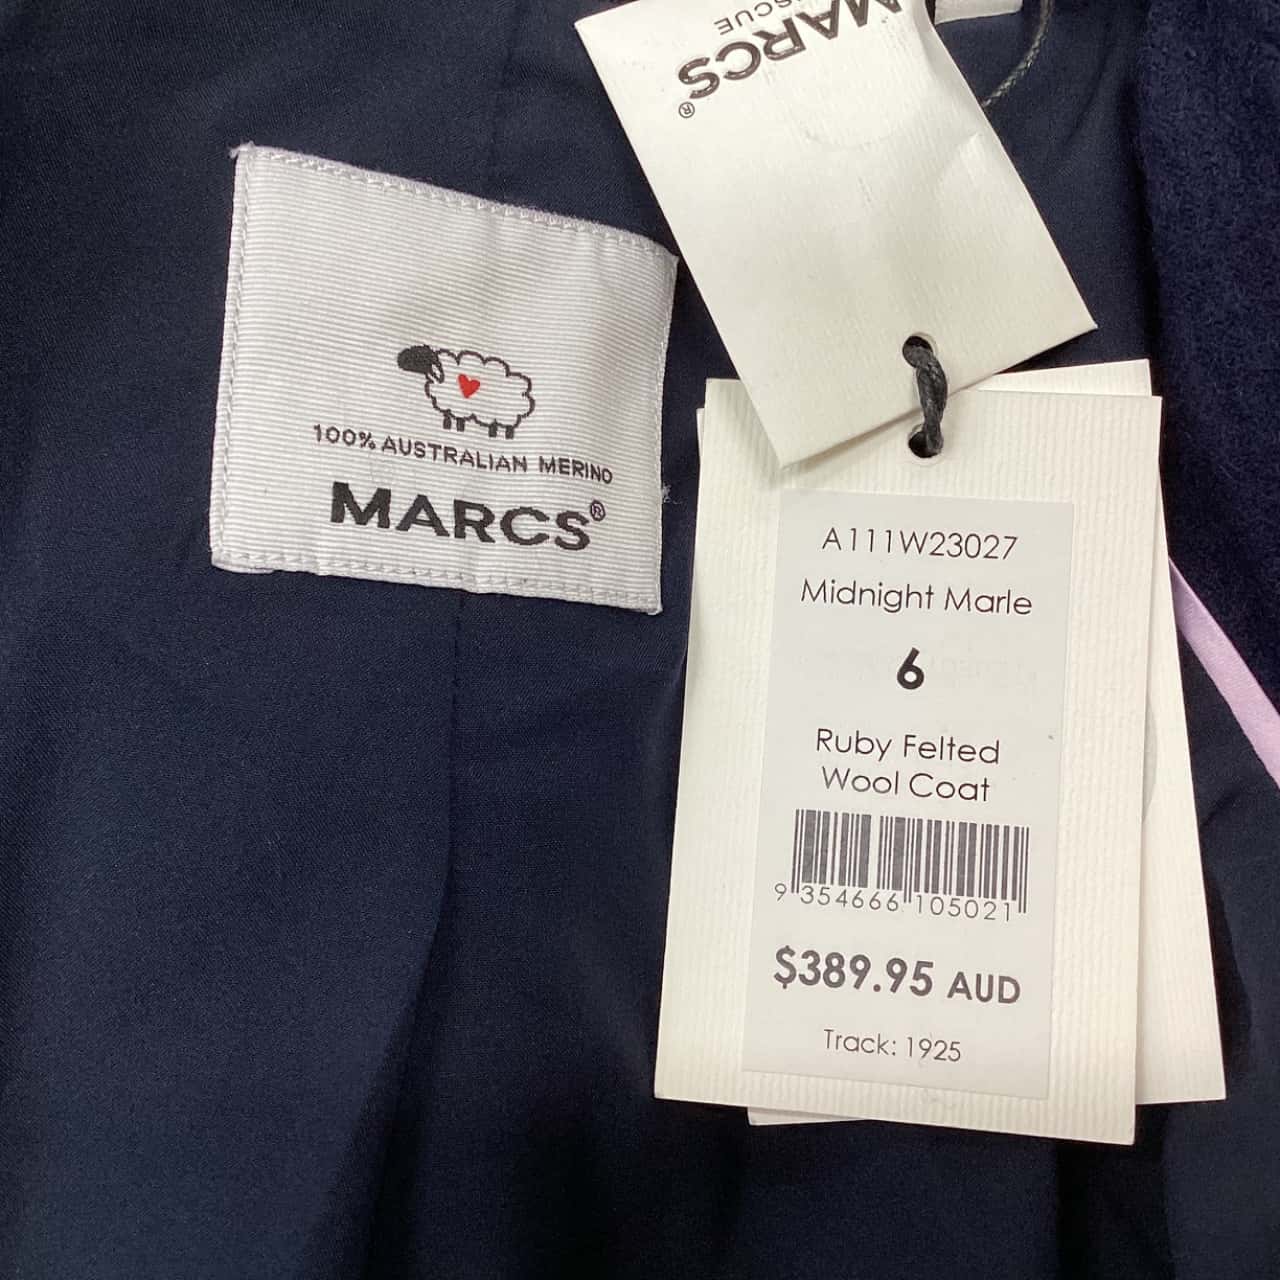 MARCS®
100% AUSTRALIAN MERINO
MARCS®
A111W23027
Midnight Marle
6
Ruby Felted
Wool Coat
9 354666 105021
$389.95 AUD
Track: 1925